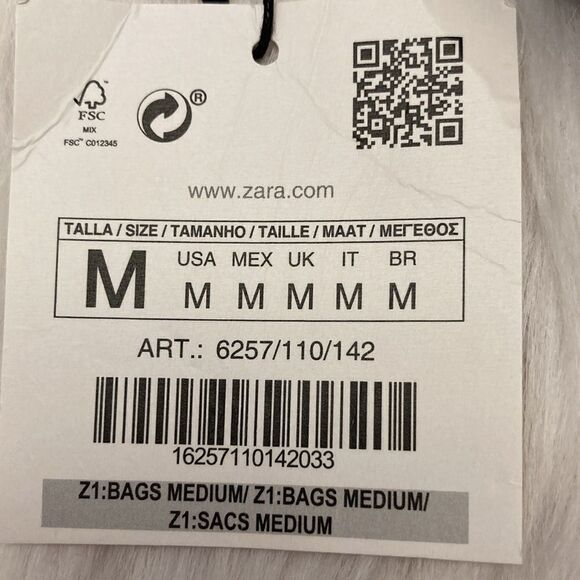 FSC
MIX
FSC™ C012345
®
www.zara.com
TALLA / SIZE / TAMANHO / TAILLE / MAAT / ΜΕΓΕΘΟΣ
M
USA MEX UK IT BR
M M M M M
ART.: 6257/110/142
16257110142033
Z1:BAGS MEDIUM/ Z1:BAGS MEDIUM/
Z1:SACS MEDIUM